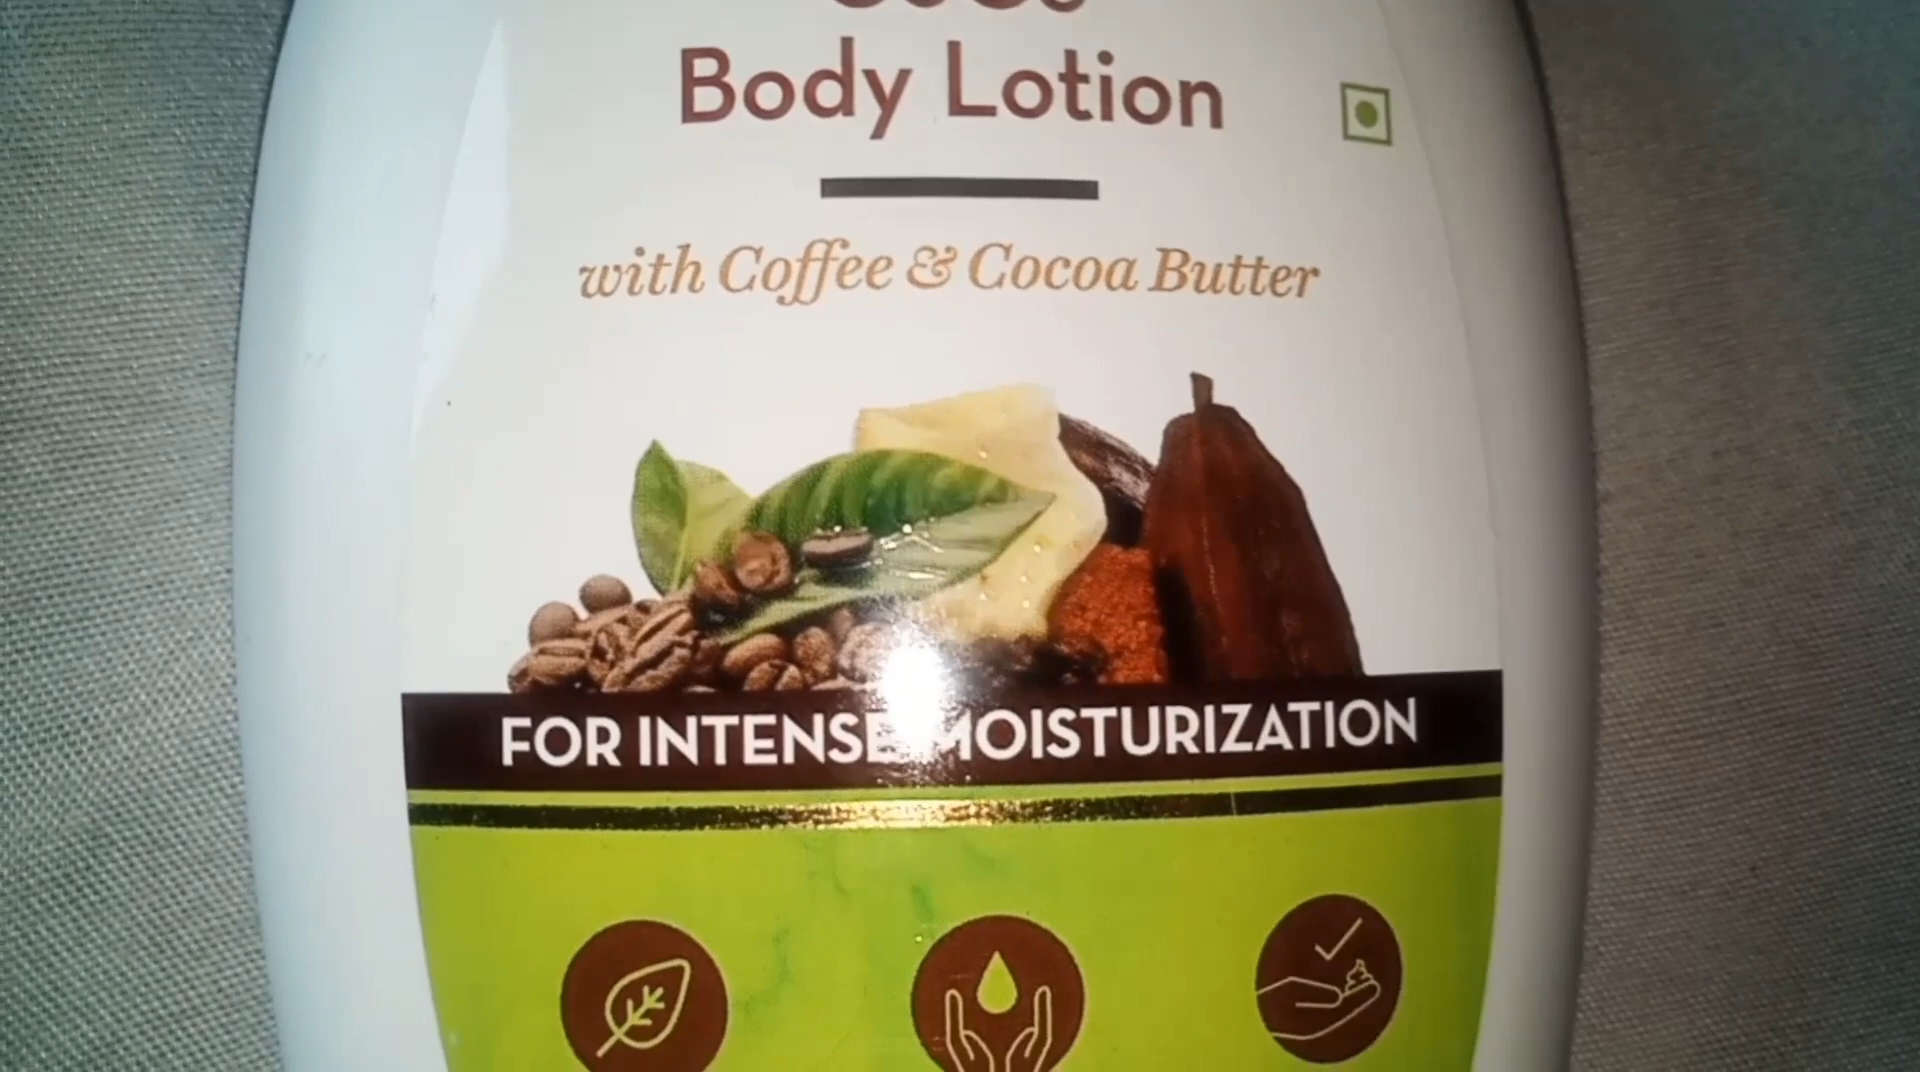 Body Lotion
with Coffee & Cocoa Butter
FOR INTENSE MOISTURIZATION